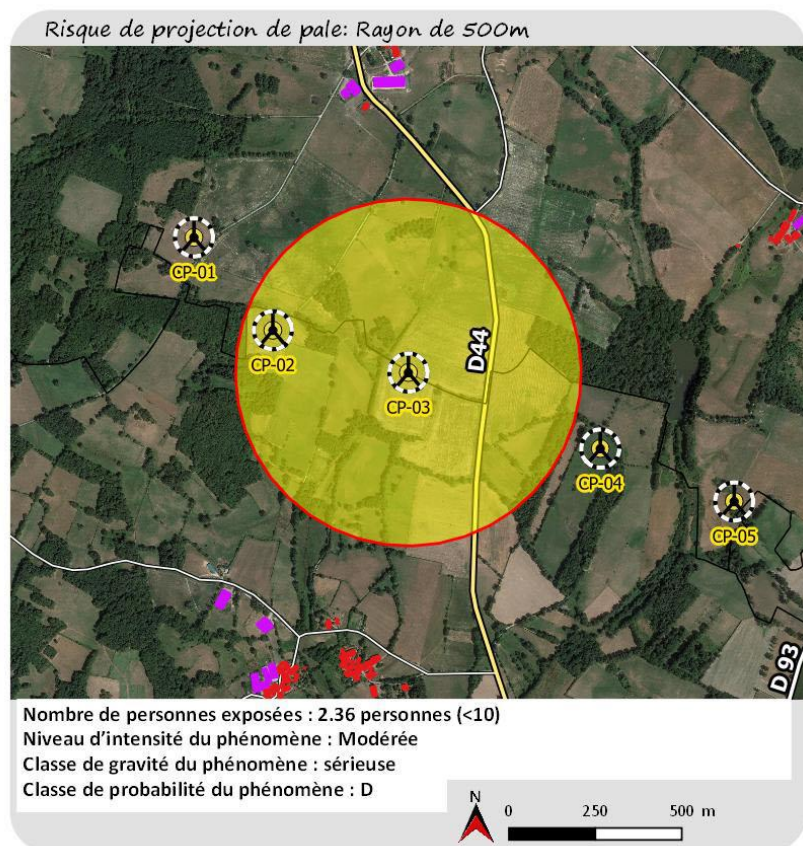 Risque de projection de pale: Rayon de 500m
CP-01
CP-02
D44
CP-03
CP-04
CP-05
D 93
Nombre de personnes exposées : 2.36 personnes (<10)
Niveau d'intensité du phénomène : Modérée
Classe de gravité du phénomène : sérieuse
Classe de probabilité du phénomène : D
N
0 250 500 m